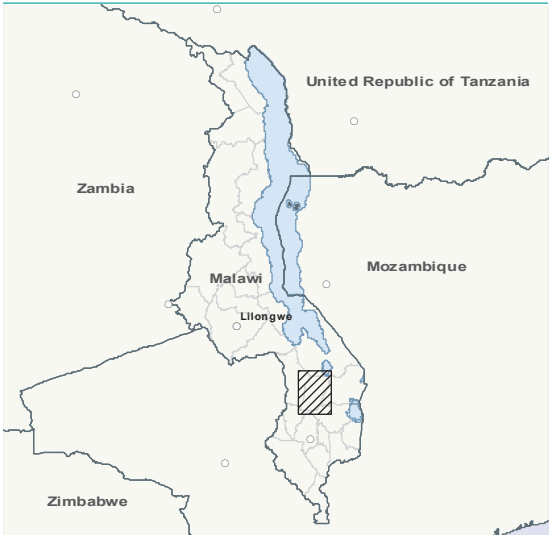 United Republic of Tanzania
Zambia
Mozambique
Malawi
Lilongwe
Zimbabwe